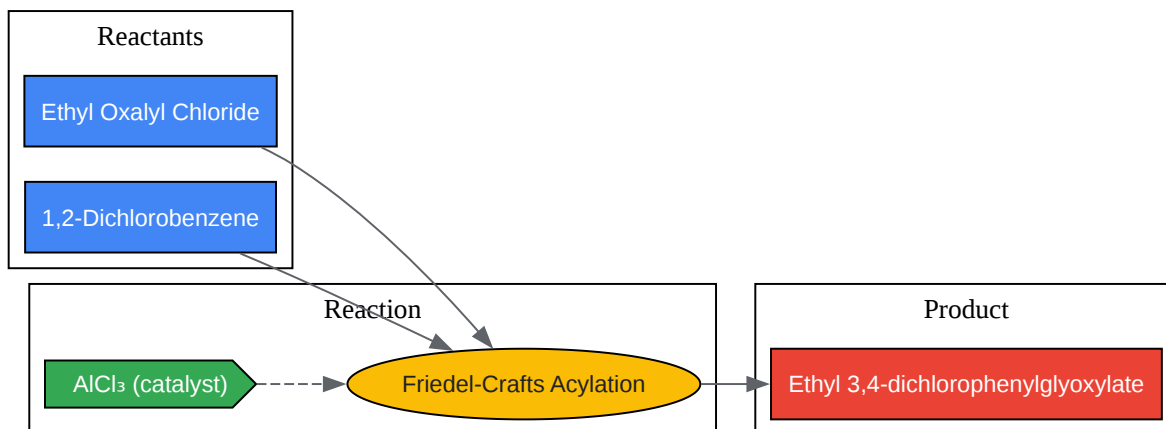 Reactants
Ethyl Oxalyl Chloride
1,2-Dichlorobenzene
Reaction
AlCl₃ (catalyst)
Friedel-Crafts Acylation
Product
Ethyl 3,4-dichlorophenylglyoxylate